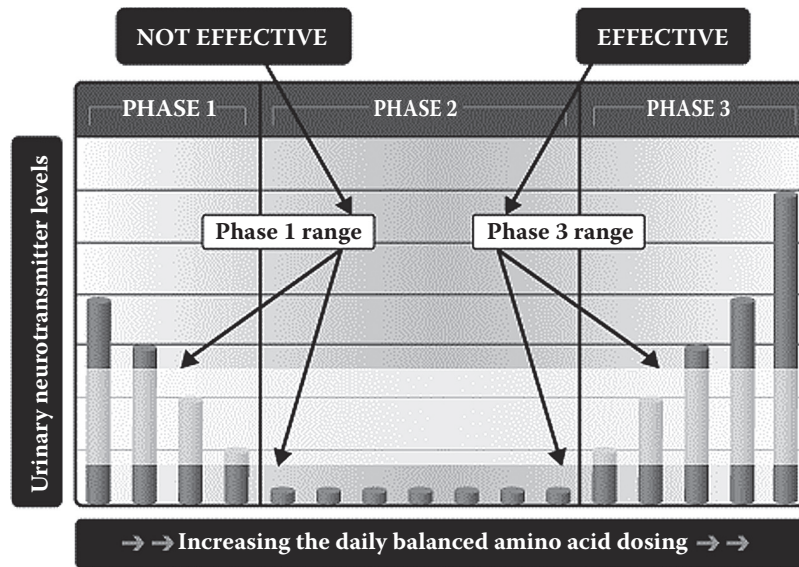 NOT EFFECTIVE
EFFECTIVE
PHASE 1
PHASE 2
PHASE 3
Urinary neurotransmitter levels
Phase 1 range
Phase 3 range
→ → Increasing the daily balanced amino acid dosing → →